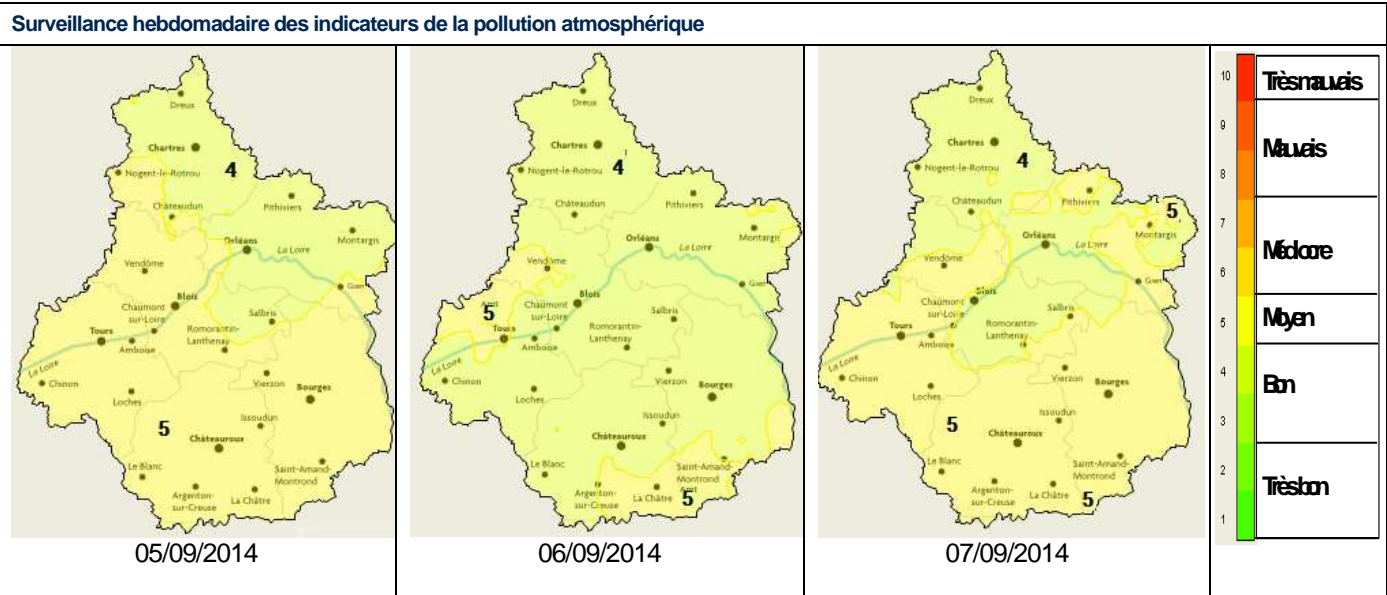 Surveillance hebdomadaire des indicateurs de la pollution atmosphérique
Dreux
Chartres
4
Nogent-le-Rotrou
Châteaudun
Pithiviers
Orléans
La Loire
Montargis
Vendôme
Gien
Chaumont
sur-Loire
Blois
Salbris
Tours
Romorantin-
Lanthenay
Amboise
La Loire
Chinon
Vierzon
Loches
Bourges
Issoudun
5
Châteauroux
Le Blanc
Saint-Amand-
Montrond
Argenton-
sur-Creuse
La Châtre
05/09/2014
Dreux
Chartres
4
Nogent-le-Rotrou
Pithiviers
Châteaudun
Orléans
La Loire
Montargis
Vendôme
Gien
5
Chaumont
sur-Loire
Blois
Salbris
Tours
Romorantin-
Lanthenay
Amboise
La Loire
Chinon
Vierzon
Loches
Bourges
Issoudun
Châteauroux
Le Blanc
Saint-Amand-
Montrond
Argenton-
sur-Creuse
La Châtre
5
06/09/2014
Dreux
Chartres
4
Nogent-le-Rotrou
Pithiviers
Châteaudun
5
Orléans
La Loire
Montargis
Vendôme
Gien
Chaumont
sur-Loire
Blois
Salbris
Tours
Romorantin-
Lanthenay
Amboise
La Loire
Chinon
Vierzon
Loches
Bourges
Issoudun
5
Châteauroux
Le Blanc
Saint-Amand-
Montrond
Argenton-
sur-Creuse
La Châtre
5
07/09/2014
10
Très mauvais
9
Mauvais
8
7
Médiocre
6
5
Moyen
4
Bon
3
2
Très bon
1